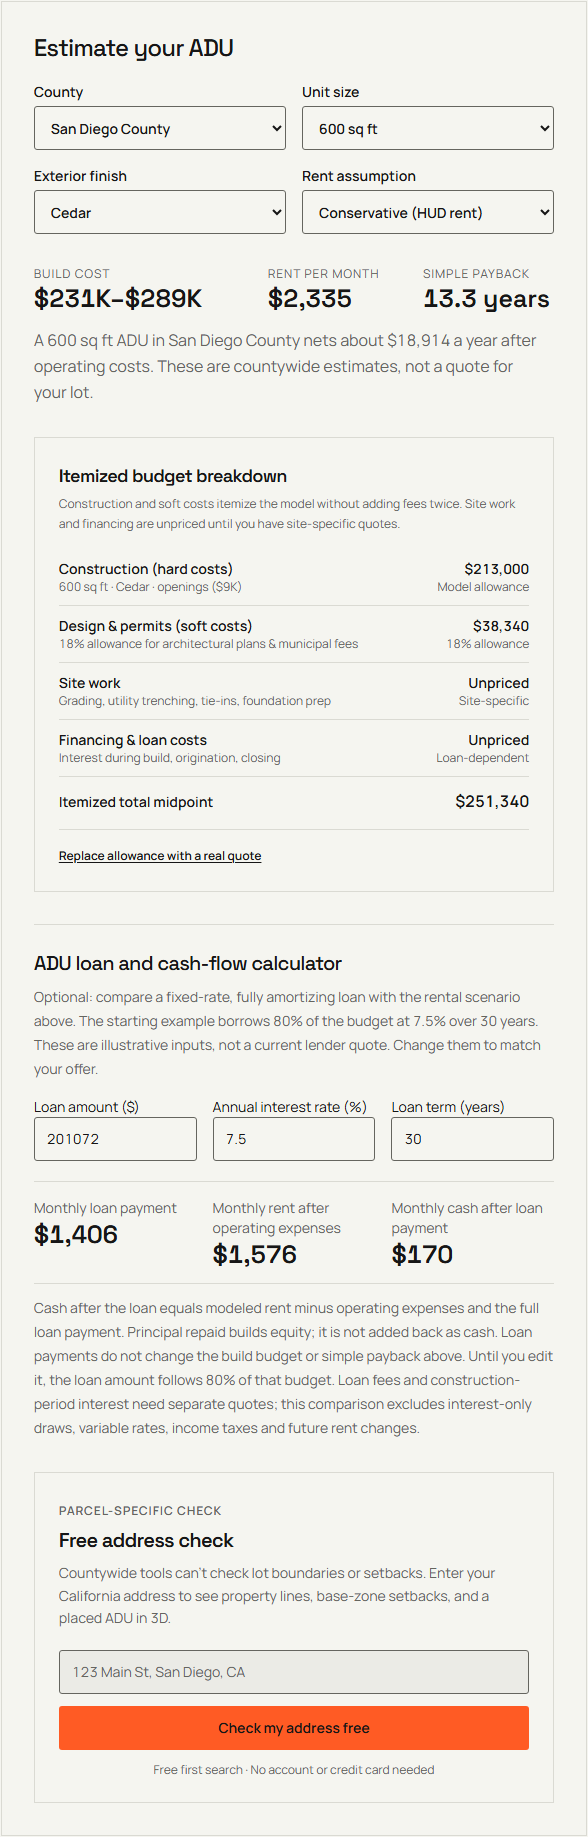 Estimate your ADU
County
Unit size
San Diego County
600 sq ft
Exterior finish
Rent assumption
Cedar
Conservative (HUD rent)
BUILD COST
RENT PER MONTH
SIMPLE PAYBACK
$231K–$289K
$2,335
13.3 years
A 600 sq ft ADU in San Diego County nets about $18,914 a year after
operating costs. These are countywide estimates, not a quote for
your lot.
Itemized budget breakdown
Construction and soft costs itemize the model without adding fees twice. Site work
and financing are unpriced until you have site-specific quotes.
Construction (hard costs)
$213,000
600 sq ft · Cedar · openings ($9K)
Model allowance
Design & permits (soft costs)
$38,340
18% allowance for architectural plans & municipal fees
18% allowance
Site work
Unpriced
Grading, utility trenching, tie-ins, foundation prep
Site-specific
Financing & loan costs
Unpriced
Interest during build, origination, closing
Loan-dependent
Itemized total midpoint
$251,340
Replace allowance with a real quote
ADU loan and cash-flow calculator
Optional: compare a fixed-rate, fully amortizing loan with the rental scenario
above. The starting example borrows 80% of the budget at 7.5% over 30 years.
These are illustrative inputs, not a current lender quote. Change them to match
your offer.
Loan amount ($)
Annual interest rate (%)
Loan term (years)
201072
7.5
30
Monthly loan payment
$1,406
Monthly rent after
operating expenses
$1,576
Monthly cash after loan
payment
$170
Cash after the loan equals modeled rent minus operating expenses and the full
loan payment. Principal repaid builds equity; it is not added back as cash. Loan
payments do not change the build budget or simple payback above. Until you edit
it, the loan amount follows 80% of that budget. Loan fees and construction-
period interest need separate quotes; this comparison excludes interest-only
draws, variable rates, income taxes and future rent changes.
PARCEL-SPECIFIC CHECK
Free address check
Countywide tools can't check lot boundaries or setbacks. Enter your
California address to see property lines, base-zone setbacks, and a
placed ADU in 3D.
123 Main St, San Diego, CA
Check my address free
Free first search · No account or credit card needed